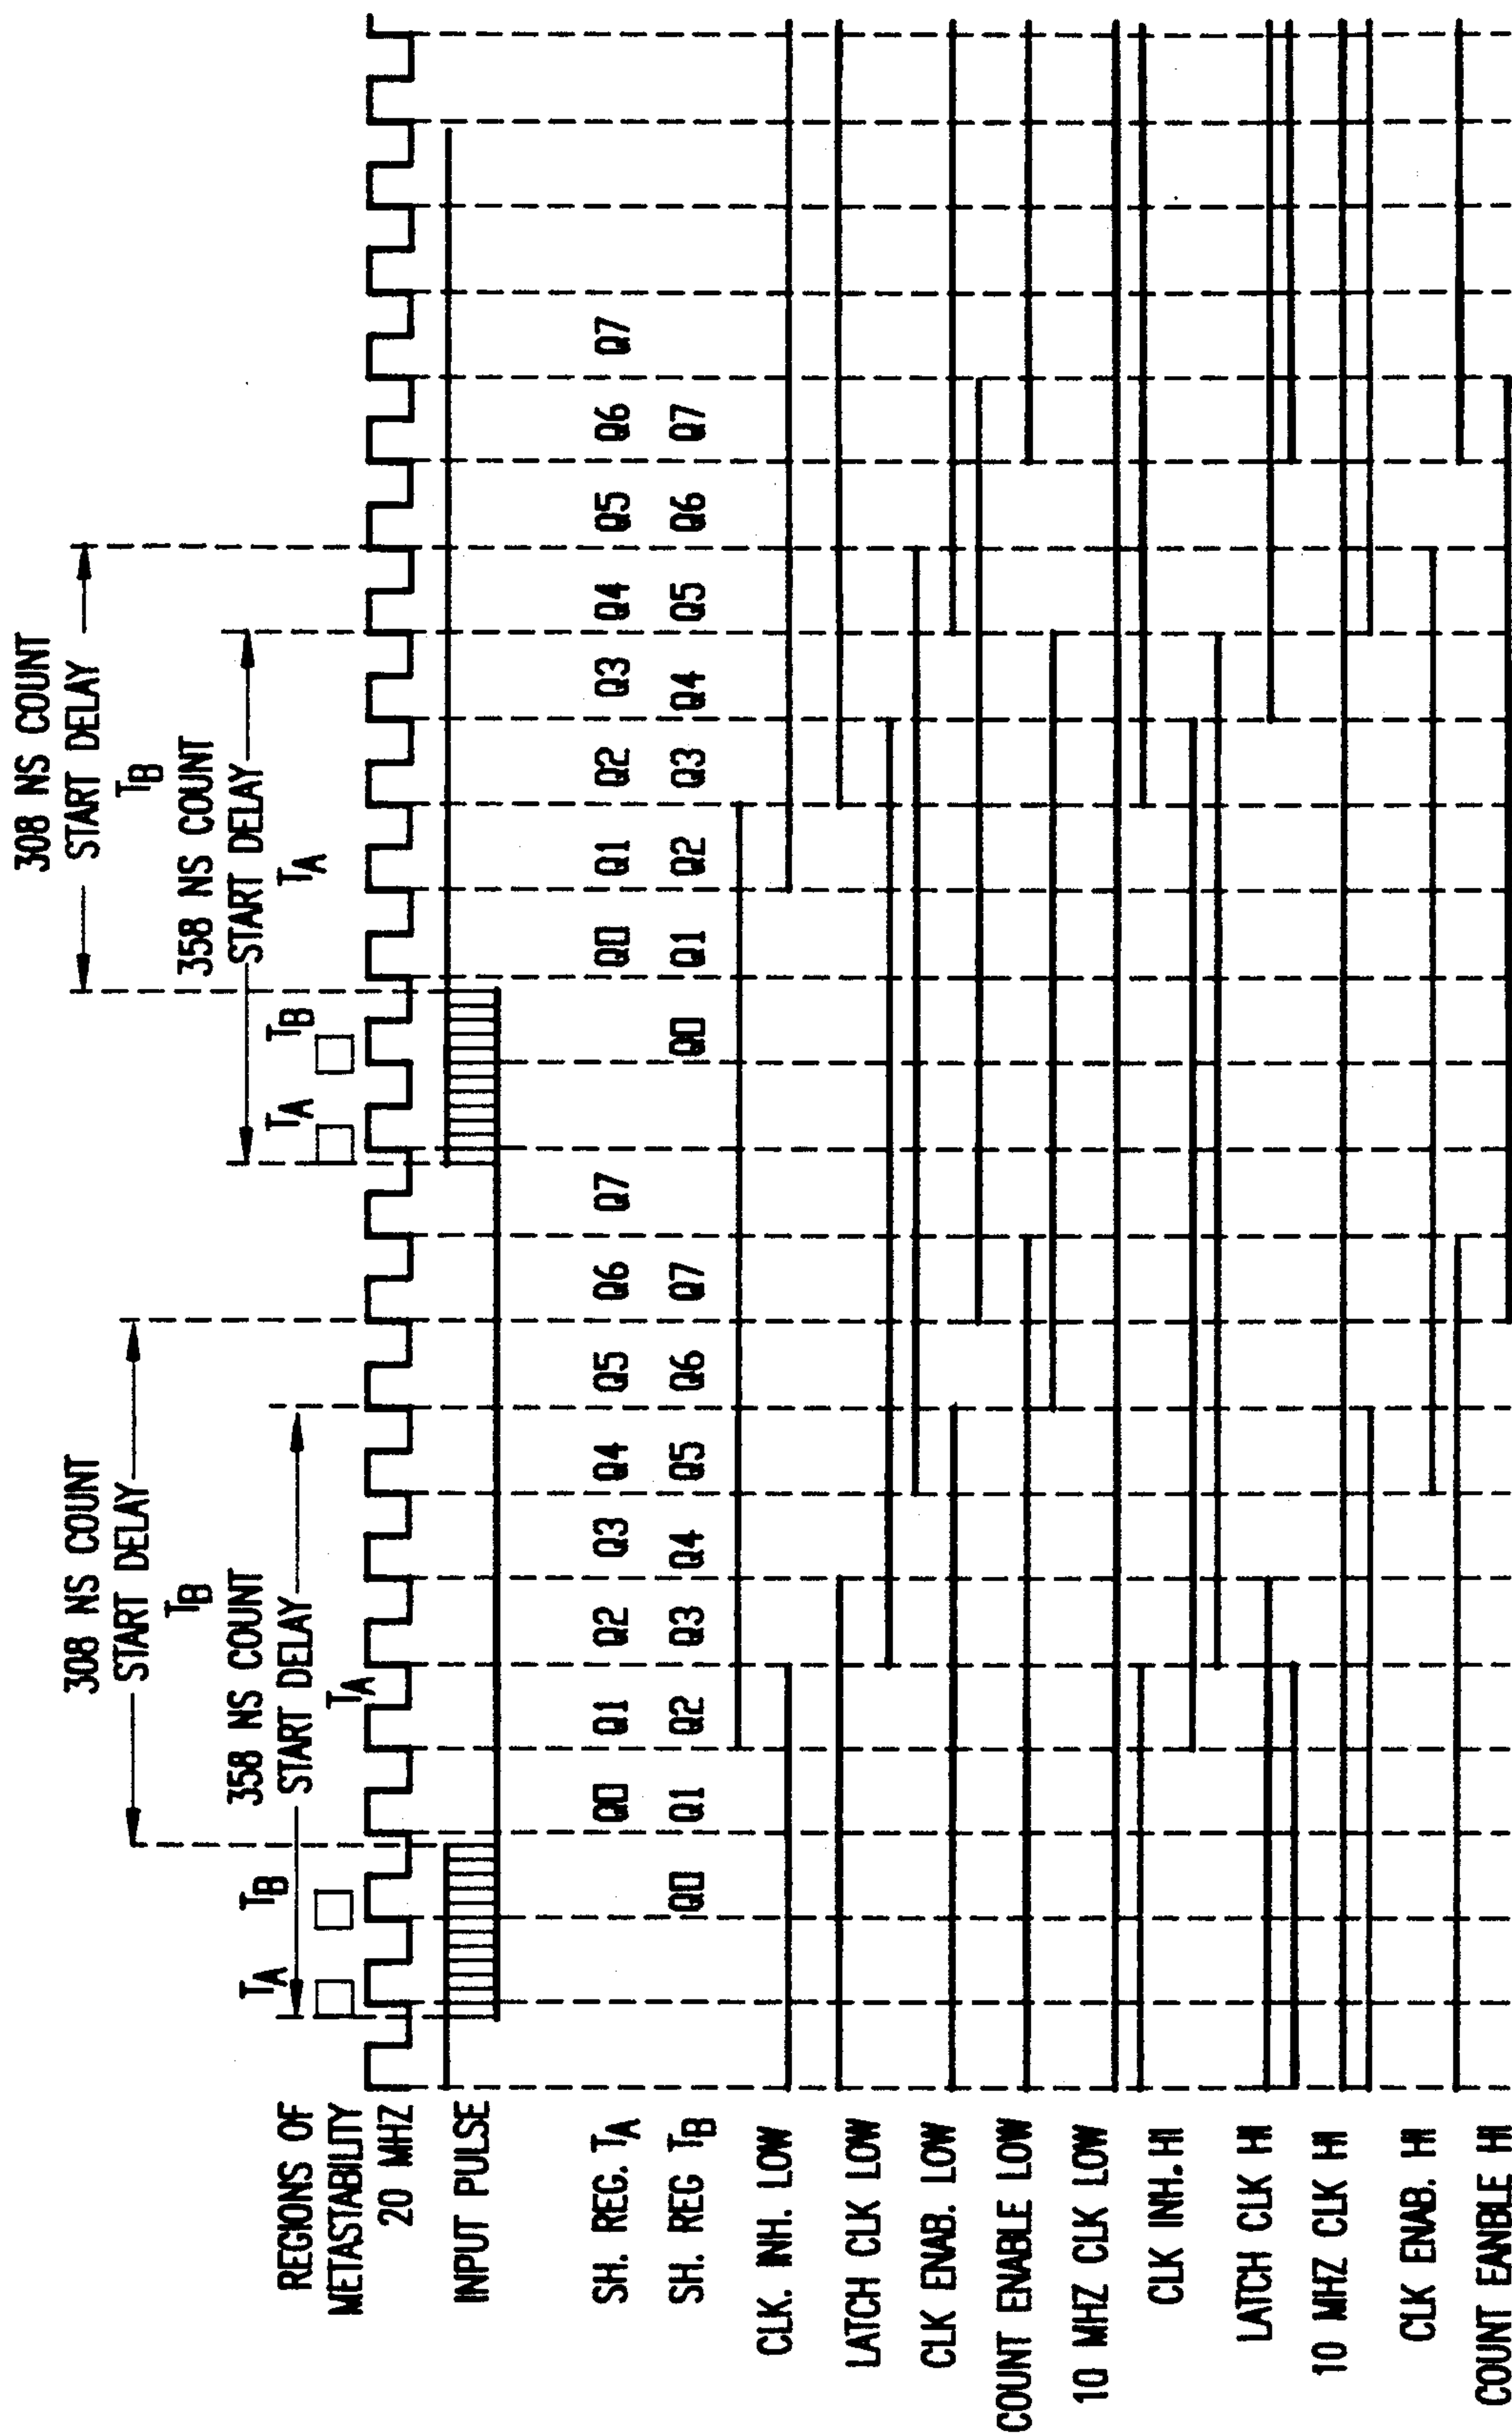 308 NS COUNT
START DELAY
TB
358 NS COUNT
START DELAY
TA
TA TB
308 NS COUNT
START DELAY
TB
358 NS COUNT
START DELAY
TA
TA TB
REGIONS OF
METASTABILITY
20 MHZ
INPUT PULSE
SH. REG. TA Q0 Q1 Q2 Q3 Q4 Q5 Q6 Q7 Q0 Q1 Q2 Q3 Q4 Q5 Q6 Q7
SH. REG TB Q0 Q1 Q2 Q3 Q4 Q5 Q6 Q7 Q0 Q1 Q2 Q3 Q4 Q5 Q6 Q7
CLK. INH. LOW
LATCH CLK LOW
CLK ENAB. LOW
COUNT ENABLE LOW
10 MHZ CLK LOW
CLK INH. HI
LATCH CLK HI
10 MHZ CLK HI
CLK ENAB. HI
COUNT EANBLE HI